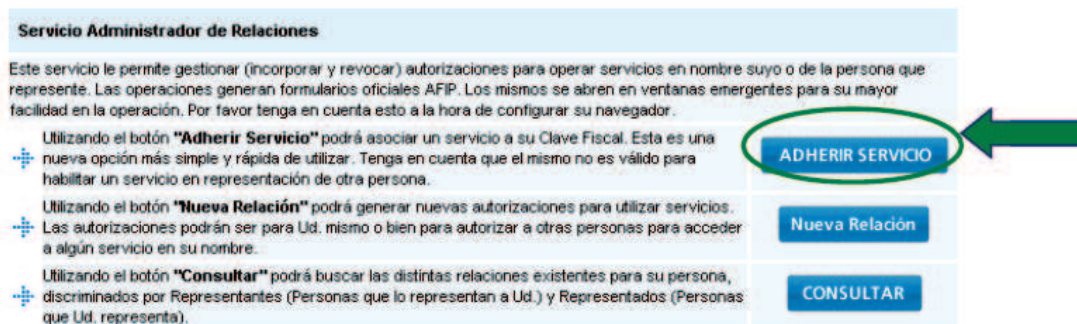 Servicio Administrador de Relaciones
Este servicio le permite gestionar (incorporar y revocar) autorizaciones para operar servicios en nombre suyo o de la persona que
represente. Las operaciones generan formularios oficiales AFIP. Los mismos se abren en ventanas emergentes para su mayor
facilidad en la operación. Por favor tenga en cuenta esto a la hora de configurar su navegador.
Utilizando el botón "Adherir Servicio" podrá asociar un servicio a su Clave Fiscal. Esta es una
nueva opción más simple y rápida de utilizar. Tenga en cuenta que el mismo no es válido para
habilitar un servicio en representación de otra persona.
ADHERIR SERVICIO
Utilizando el botón "Nueva Relación" podrá generar nuevas autorizaciones para utilizar servicios.
Las autorizaciones podrán ser para Ud. mismo o bien para autorizar a otras personas para acceder
a algún servicio en su nombre.
Nueva Relación
Utilizando el botón "Consultar" podrá buscar las distintas relaciones existentes para su persona,
discriminados por Representantes (Personas que lo representan a Ud.) y Representados (Personas
que Ud. representa).
CONSULTAR